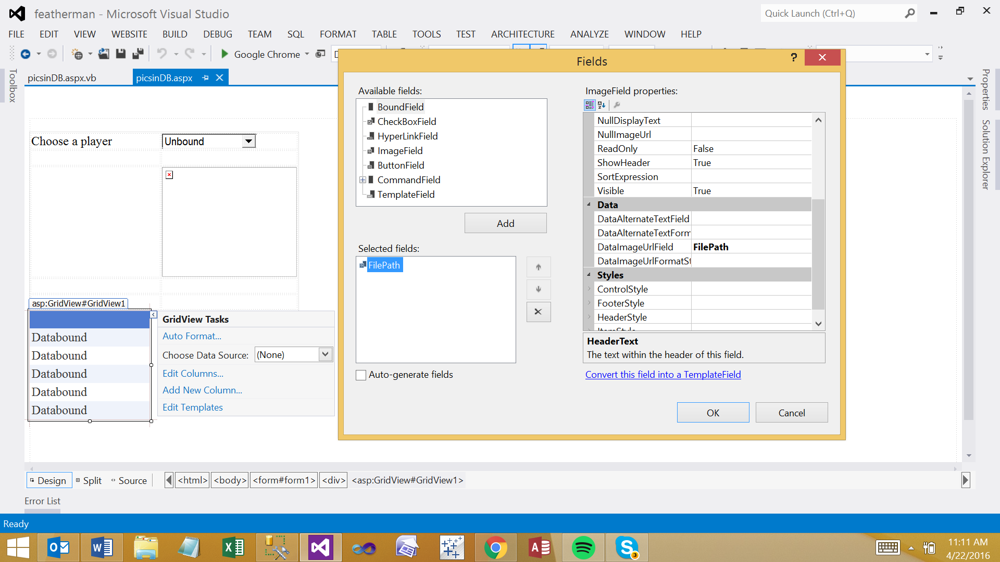 featherman - Microsoft Visual Studio
Quick Launch (Ctrl+Q)
FILE EDIT VIEW WEBSITE BUILD DEBUG TEAM SQL FORMAT TABLE TOOLS TEST ARCHITECTURE ANALYZE WINDOW HELP
Google Chrome
D
Toolbox
picsinDB.aspx.vb
picsinDB.aspx
Choose a player
Unbound
asp:GridView#GridView1
Databound
Databound
Databound
Databound
Databound
GridView Tasks
Auto Format...
Choose Data Source: (None)
Edit Columns...
Add New Column...
Edit Templates
Fields
?
Available fields:
BoundField
CheckBoxField
HyperLinkField
ImageField
ButtonField
CommandField
TemplateField
Add
Selected fields:
FilePath
Auto-generate fields
ImageField properties:
NullDisplayText
NullImageUrl
ReadOnly False
ShowHeader True
SortExpression
Visible True
Data
DataAlternateTextField
DataAlternateTextForm
DataImageUrlField FilePath
DataImageUrlFormatSt
Styles
ControlStyle
FooterStyle
HeaderStyle
ItemStyle
HeaderText
The text within the header of this field.
Convert this field into a TemplateField
OK
Cancel
Properties
Solution Explorer
Design Split Source <html> <body> <form#form1> <div> <asp:GridView#GridView1>
Error List
Ready
3
11:11 AM
4/22/2016